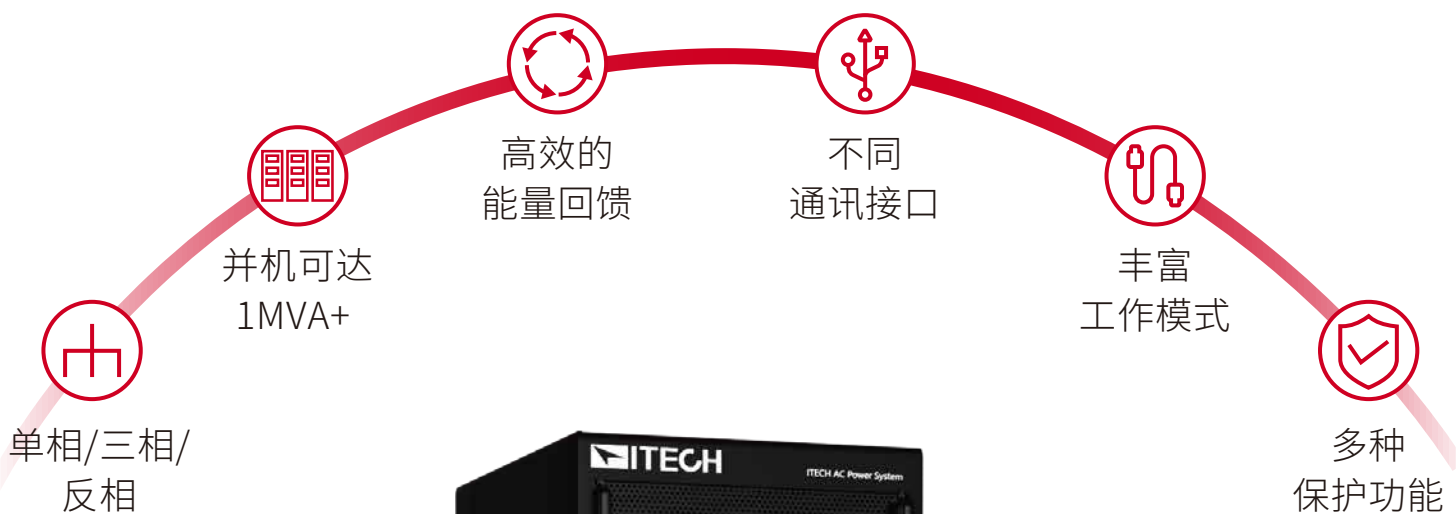 单相/三相/
反相
并机可达
1MVA+
高效的
能量回馈
不同
通讯接口
丰富
工作模式
多种
保护功能
ITECH
ITECH AC Power System